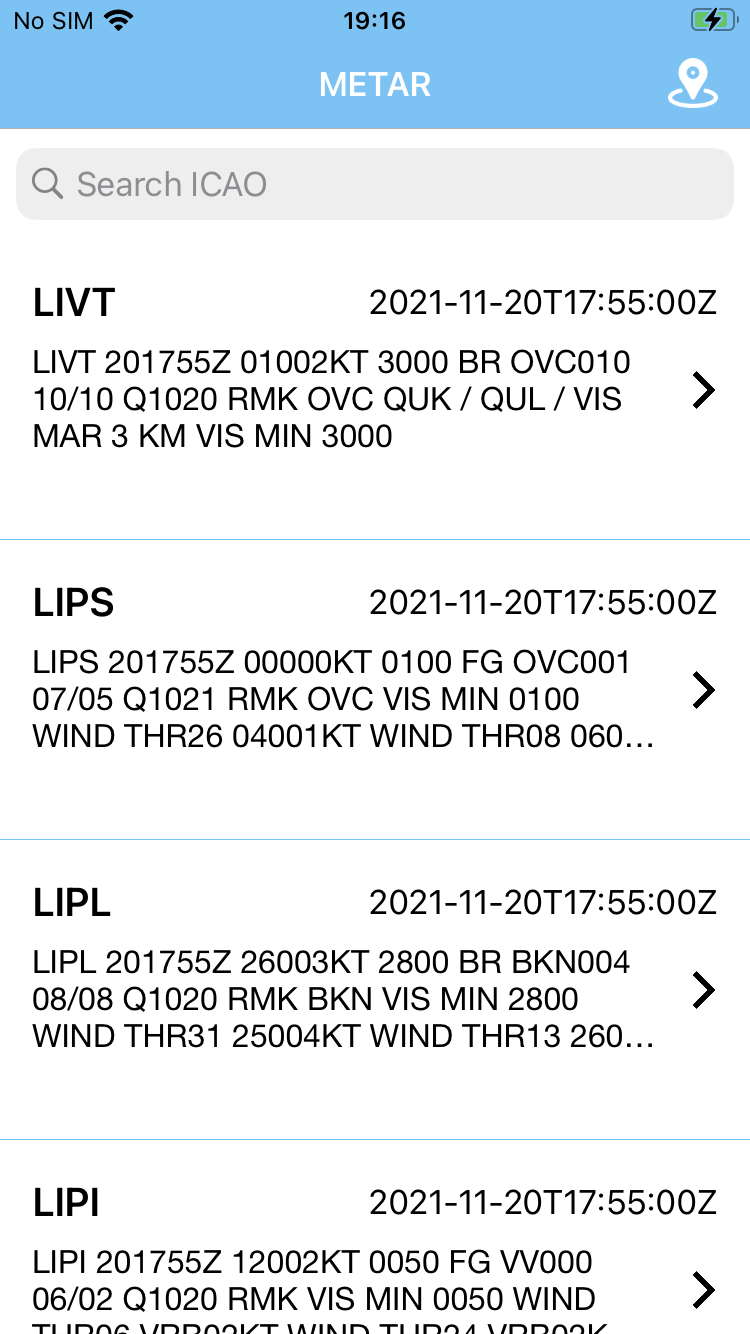 No SIM 19:16
METAR
Search ICAO
LIVT 2021-11-20T17:55:00Z
LIVT 201755Z 01002KT 3000 BR OVC010
10/10 Q1020 RMK OVC QUK / QUL / VIS
MAR 3 KM VIS MIN 3000
LIPS 2021-11-20T17:55:00Z
LIPS 201755Z 00000KT 0100 FG OVC001
07/05 Q1021 RMK OVC VIS MIN 0100
WIND THR26 04001KT WIND THR08 060...
LIPL 2021-11-20T17:55:00Z
LIPL 201755Z 26003KT 2800 BR BKN004
08/08 Q1020 RMK BKN VIS MIN 2800
WIND THR31 25004KT WIND THR13 260...
LIPI 2021-11-20T17:55:00Z
LIPI 201755Z 12002KT 0050 FG VV000
06/02 Q1020 RMK VIS MIN 0050 WIND
THR06 VRB02KT WIND THR24 VRB02K